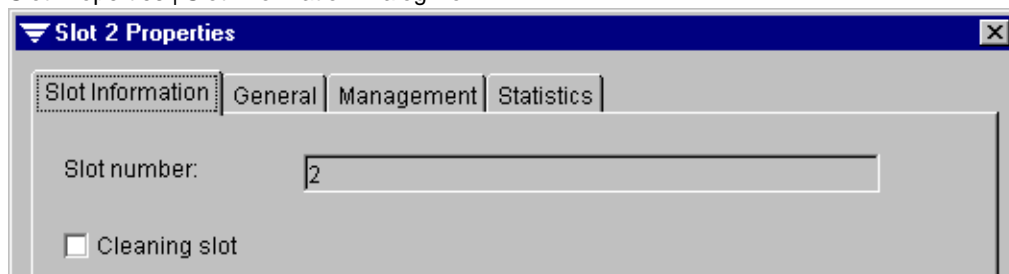 Slot 2 Properties
Slot Information General Management Statistics
Slot number: 2
Cleaning slot